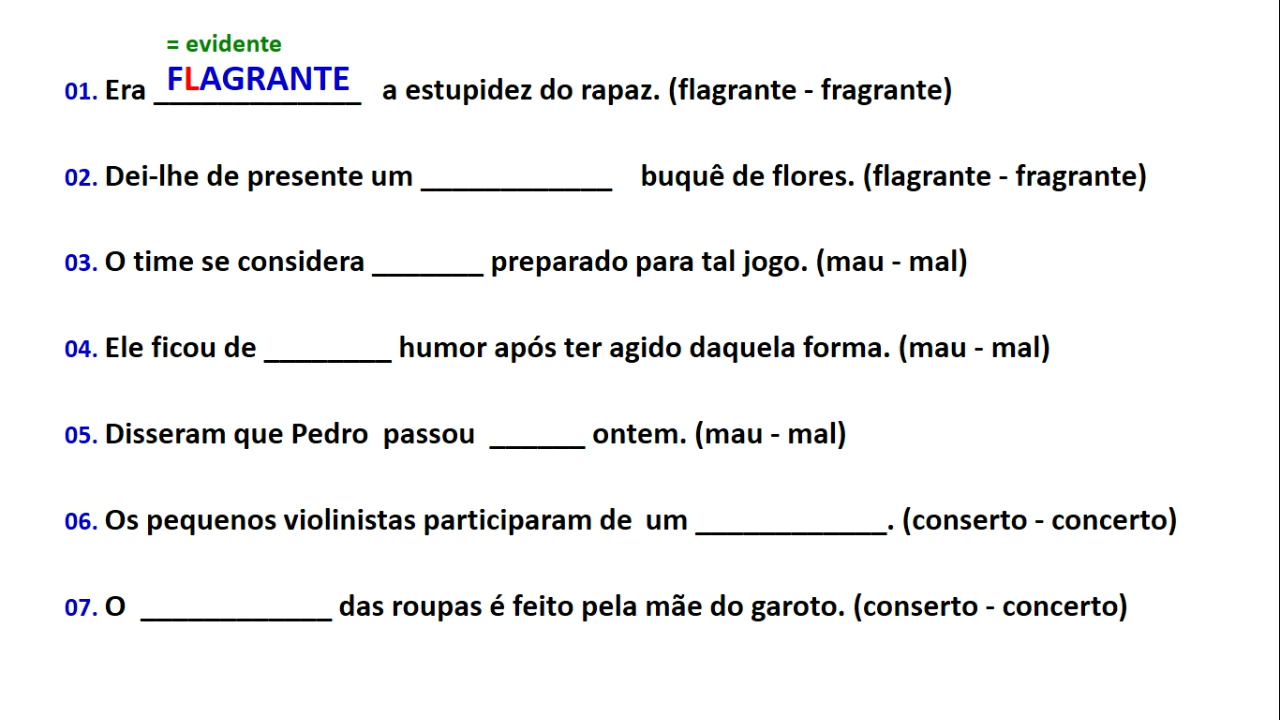 = evidente
01. Era FLAGRANTE a estupidez do rapaz. (flagrante - fragrante)
02. Dei-lhe de presente um ____________ buquê de flores. (flagrante - fragrante)
03. O time se considera _______ preparado para tal jogo. (mau - mal)
04. Ele ficou de ________ humor após ter agido daquela forma. (mau - mal)
05. Disseram que Pedro passou ______ ontem. (mau - mal)
06. Os pequenos violinistas participaram de um ____________. (conserto - concerto)
07. O ____________ das roupas é feito pela mãe do garoto. (conserto - concerto)